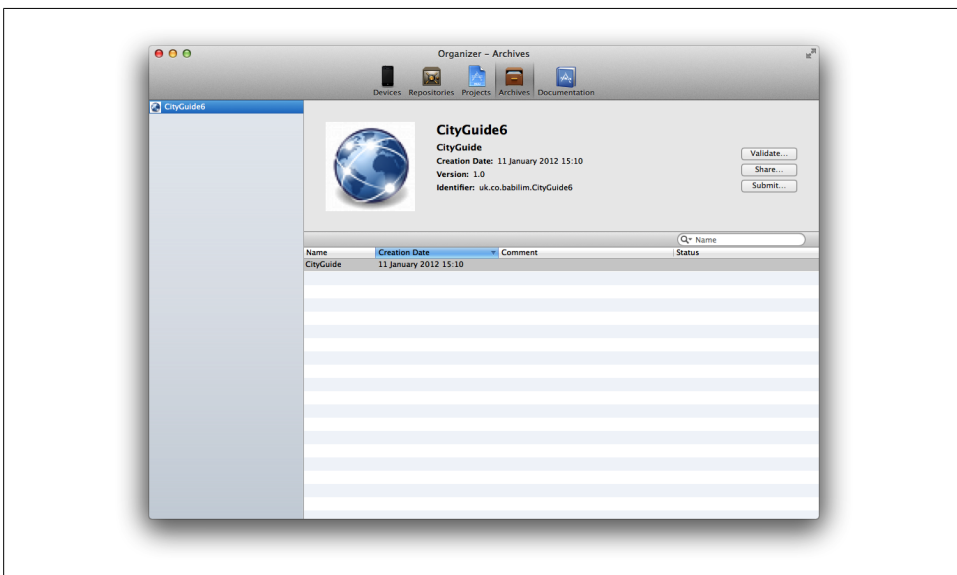 Organizer – Archives
Devices Repositories Projects Archives Documentation
CityGuide6
CityGuide6
CityGuide
Creation Date: 11 January 2012 15:10
Version: 1.0
Identifier: uk.co.babilim.CityGuide6
Validate...
Share...
Submit...
Name
Name Creation Date Comment Status
CityGuide 11 January 2012 15:10